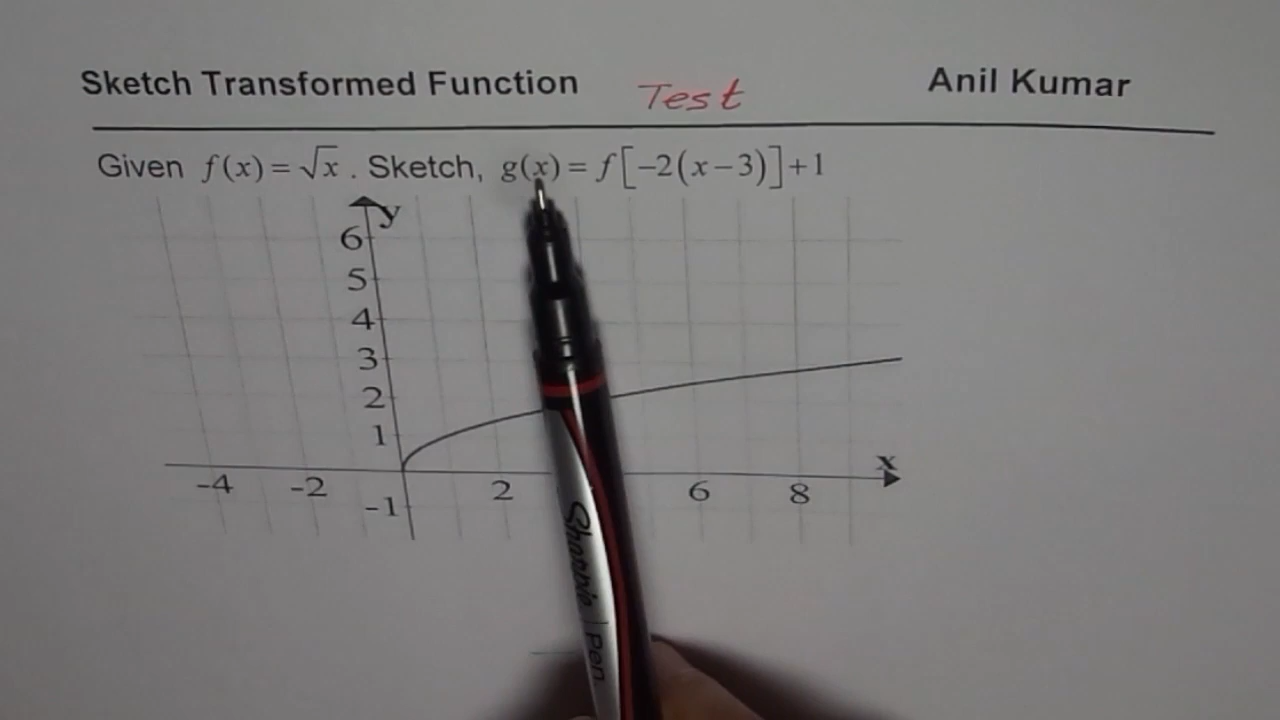 Sketch Transformed Function Test Anil Kumar
Given f(x) = √x . Sketch, g(x) = f[-2(x-3)]+1
y
6
5
4
3
2
1
x
-4 -2 2 6 8
-1
Sharpie | Pen